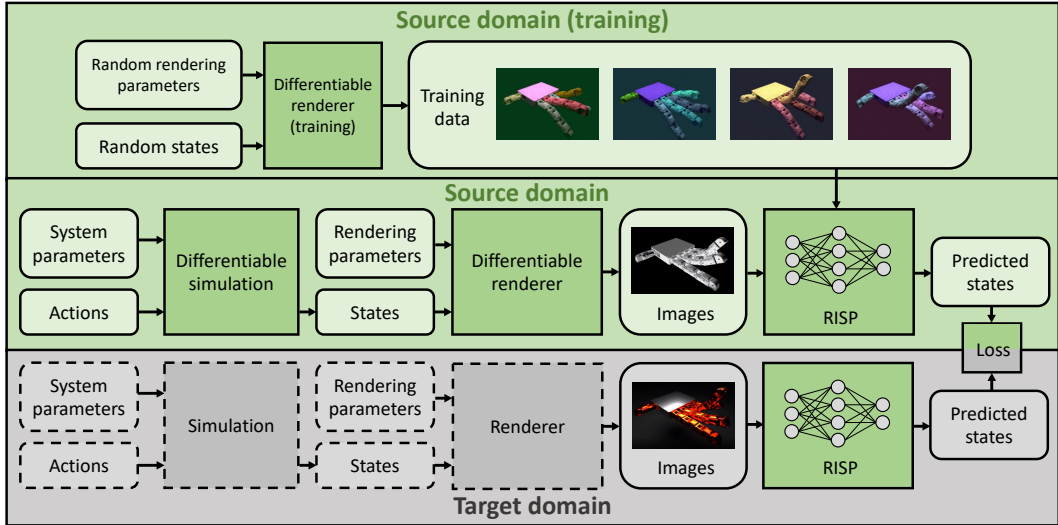 Source domain (training)
Random rendering
parameters
Random states
Differentiable
renderer
(training)
Training
data
Source domain
System
parameters
Actions
Differentiable
simulation
Rendering
parameters
States
Differentiable
renderer
Images
RISP
Predicted
states
Loss
System
parameters
Actions
Simulation
Rendering
parameters
States
Renderer
Images
RISP
Predicted
states
Target domain